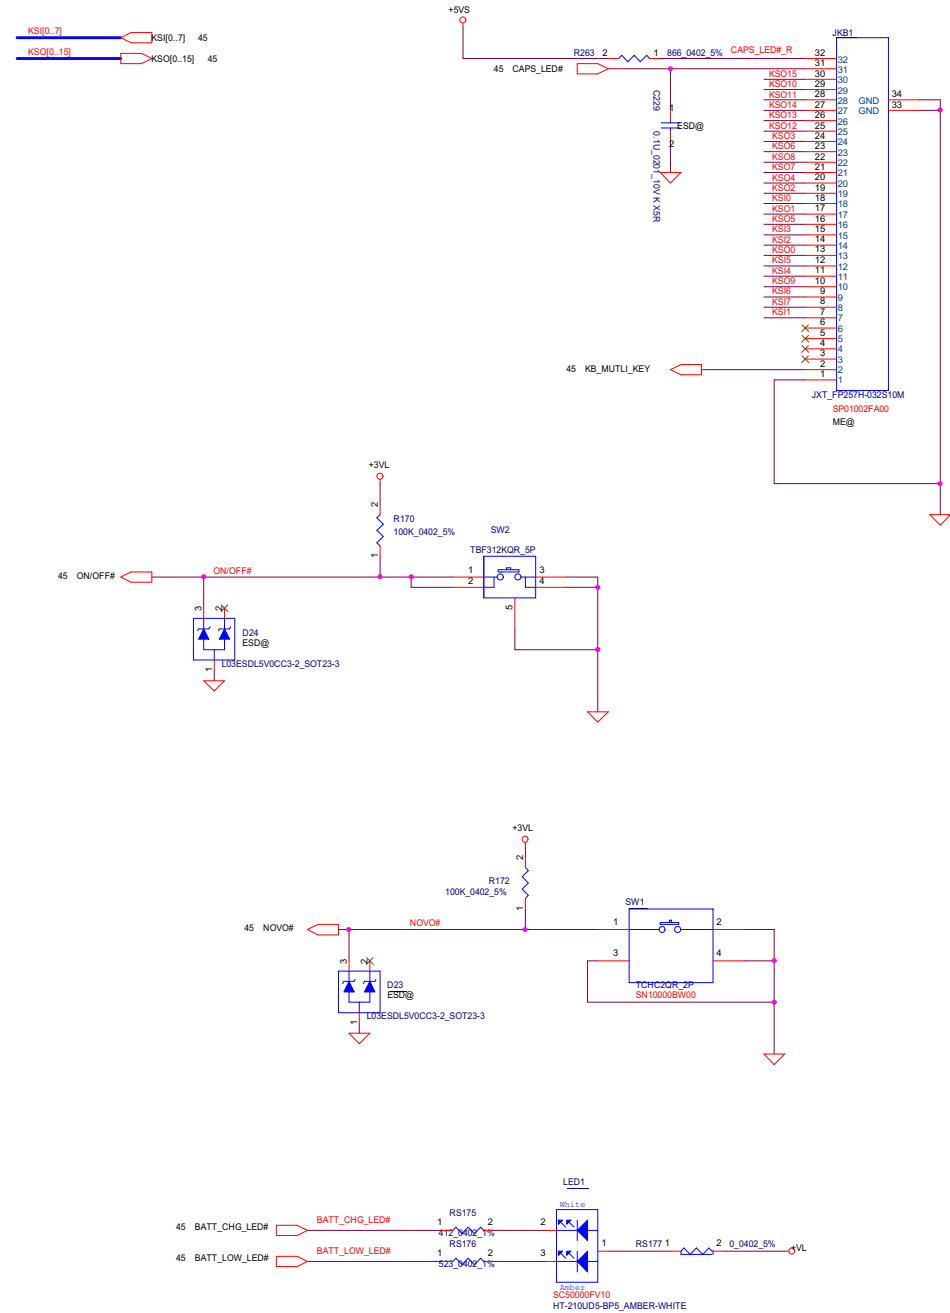 +5VS
KSI[0..7]
KSI[0..7] 45
KSO[0..15]
KSO[0..15] 45
JKB1
R263 2 1 866_0402_5% CAPS_LED#_R 32 32
45 CAPS_LED# 31 31
KSO15 30 30
KSO10 29 29
KSO11 28 28 GND 34
KSO14 27 27 GND 33
KSO13 26 26
KSO12 25 25
KSO3 24 24
KSO6 23 23
KSO8 22 22
KSO7 21 21
KSO4 20 20
KSO2 19 19
KSI0 18 18
KSO1 17 17
KSO5 16 16
KSI3 15 15
KSI2 14 14
KSO0 13 13
KSI5 12 12
KSI4 11 11
KSO9 10 10
KSI6 9 9
KSI7 8 8
KSI1 7 7
6 6
5 5
4 4
3 3
45 KB_MUTLI_KEY 2 2
1 1
C229
1
ESD@
2
0.1U_0201_10V K X5R
JXT_FP257H-032S10M
SP01002FA00
ME@
+3VL
2
R170
100K_0402_5%
1
SW2
TBF312KQR_5P
45 ON/OFF# ON/OFF# 1 3
2 4
5
3 2
D24
ESD@
L03ESDL5V0CC3-2_SOT23-3
1
+3VL
2
R172
100K_0402_5%
1
SW1
45 NOVO# NOVO# 1 2
3 4
TCHC2QR_2P
SN10000BW00
3 2
D23
ESD@
L03ESDL5V0CC3-2_SOT23-3
1
LED1
White
45 BATT_CHG_LED# BATT_CHG_LED# 1 RS175 2 2
412_0402_1%
45 BATT_LOW_LED# BATT_LOW_LED# 1 RS176 2 3
523_0402_1%
1 RS177 1 2 0_0402_5%
Amber
SC50000FV10
HT-210UD5-BP5_AMBER-WHITE